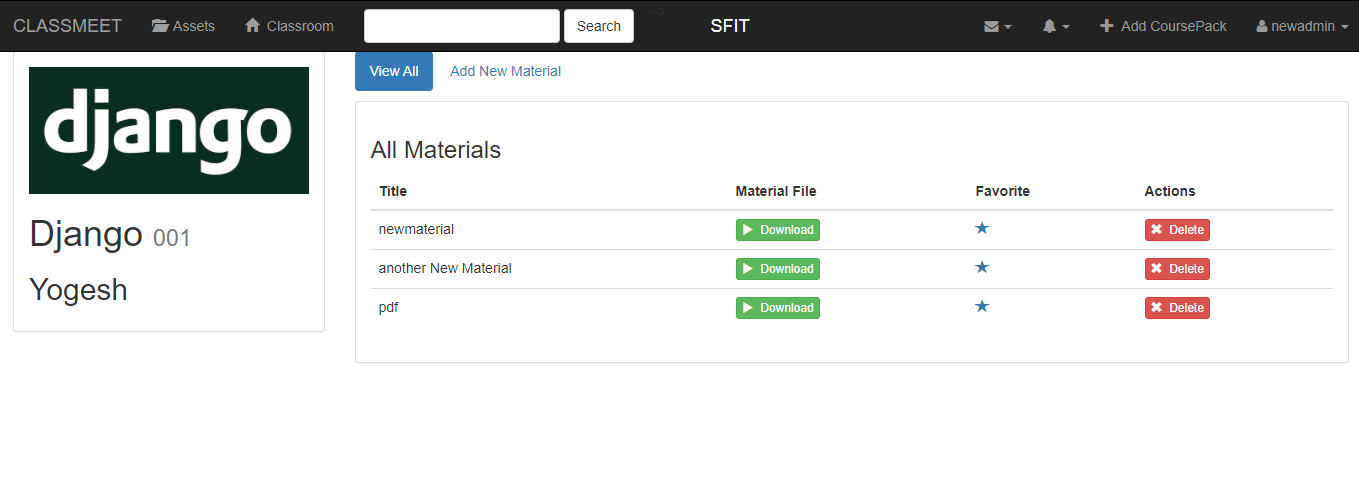 CLASSMEET Assets Classroom Search --> SFIT Add CoursePack newadmin
View All Add New Material
django
Django 001
Yogesh
All Materials
Title Material File Favorite Actions
newmaterial Download Delete
another New Material Download Delete
pdf Download Delete